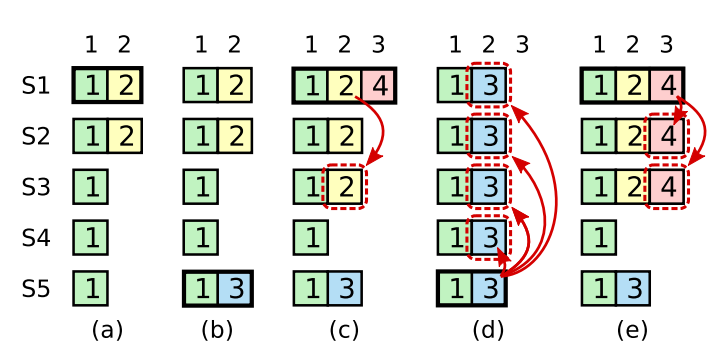 1 2 1 2 1 2 3 1 2 3 1 2 3
S1 1 2 1 2 1 2 4 1 3 1 2 4
S2 1 2 1 2 1 2 1 3 1 2 4
S3 1 1 1 2 1 3 1 2 4
S4 1 1 1 1 3 1
S5 1 1 3 1 3 1 3 1 3
(a) (b) (c) (d) (e)